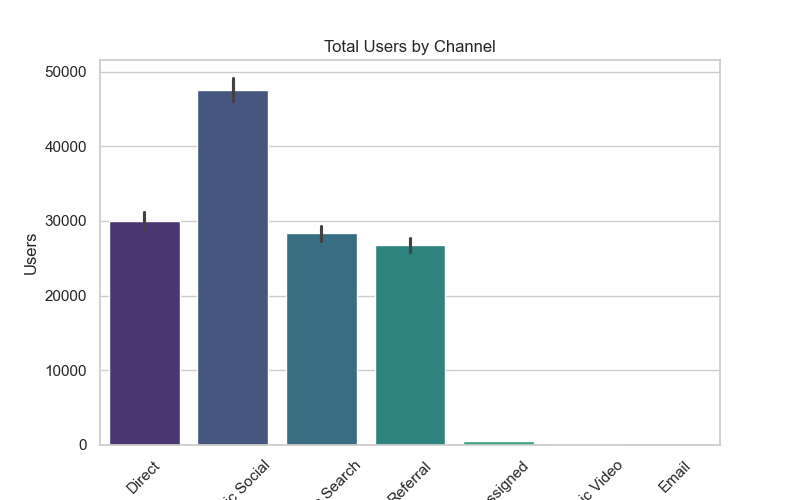 Total Users by Channel
50000
40000
30000
20000
10000
0
Users
Direct
ic Social
Search
Referral
ssigned
ic Video
Email